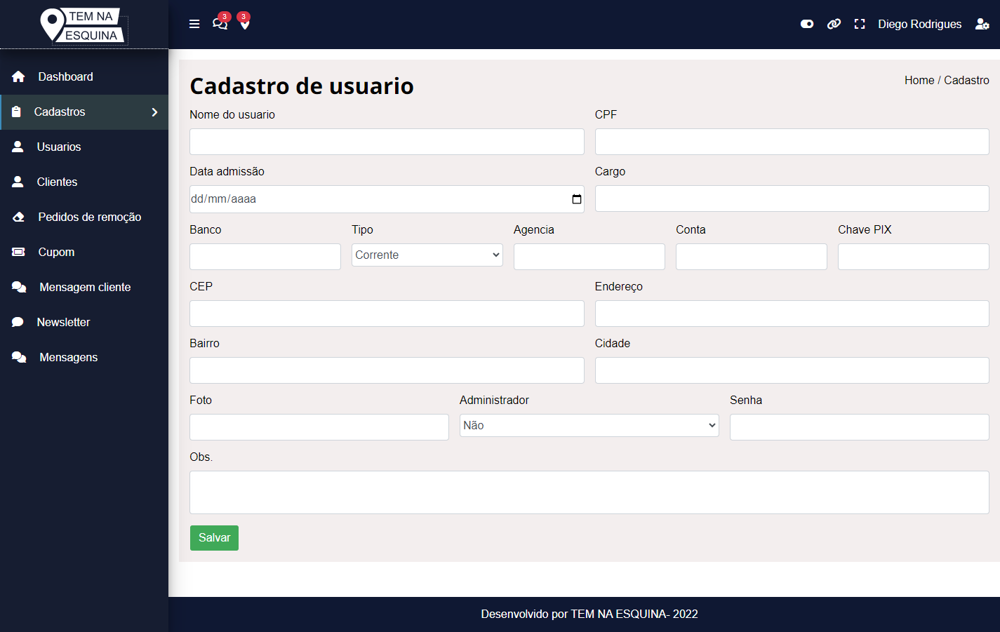 TEM NA
ESQUINA
3 3
Diego Rodrigues
Dashboard
Cadastros
Usuarios
Clientes
Pedidos de remoção
Cupom
Mensagem cliente
Newsletter
Mensagens
Cadastro de usuario
Home / Cadastro
Nome do usuario CPF
Data admissão Cargo
dd/mm/aaaa
Banco Tipo Agencia Conta Chave PIX
Corrente
CEP Endereço
Bairro Cidade
Foto Administrador Senha
Não
Obs.
Salvar
Desenvolvido por TEM NA ESQUINA- 2022